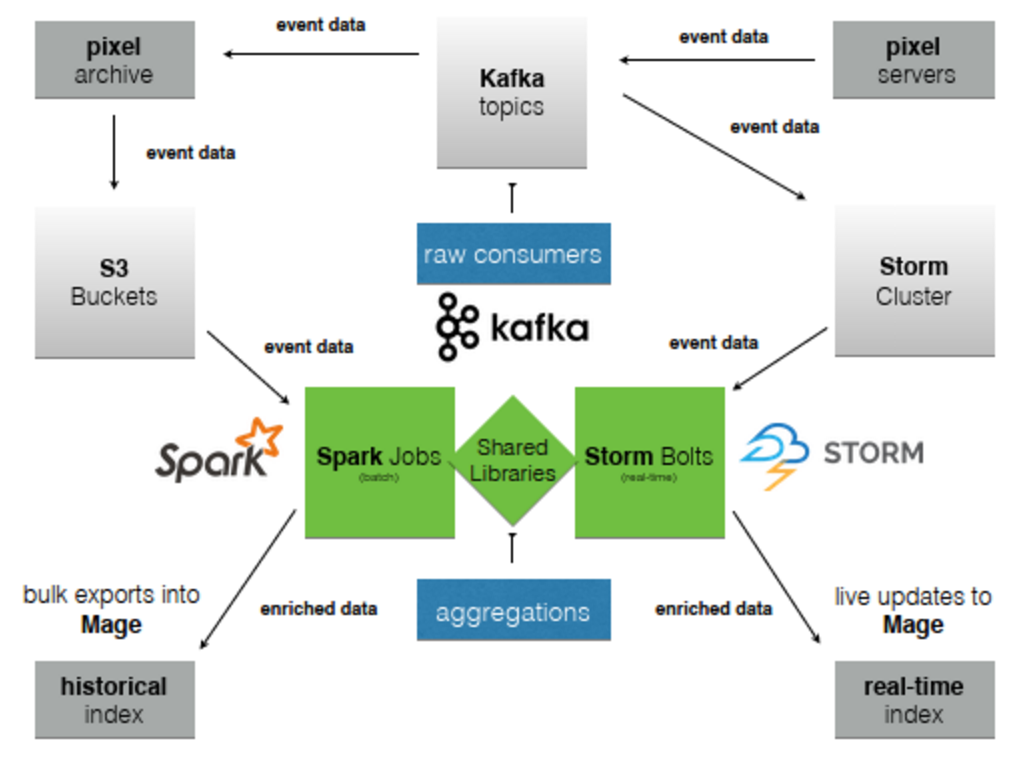 event data
pixel
archive
Kafka
topics
event data
pixel
servers
event data
event data
S3
Buckets
raw consumers
kafka
Storm
Cluster
event data
event data
Spark
Spark Jobs
(batch)
Shared
Libraries
Storm Bolts
(real-time)
STORM
bulk exports into
Mage
enriched data
aggregations
enriched data
live updates to
Mage
historical
index
real-time
index